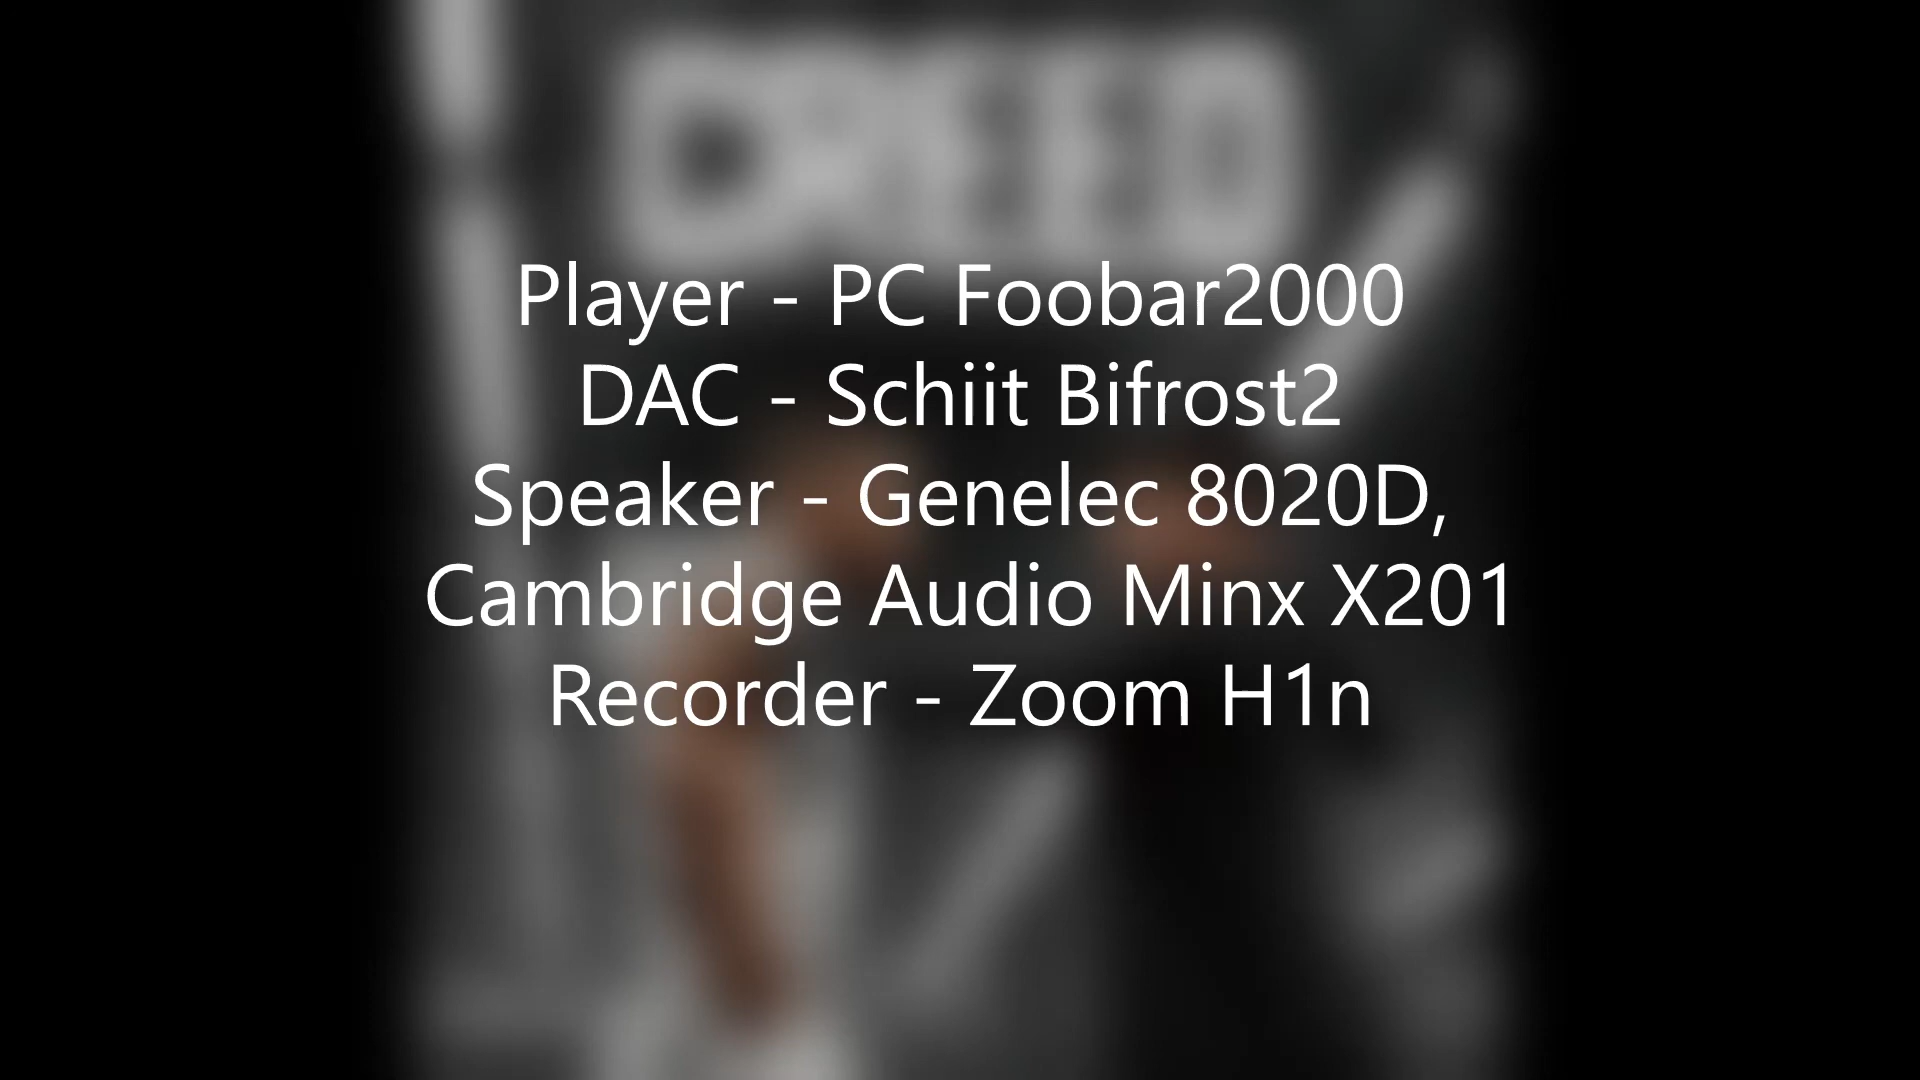 Player - PC Foobar2000
DAC - Schiit Bifrost2
Speaker - Genelec 8020D,
Cambridge Audio Minx X201
Recorder - Zoom H1n